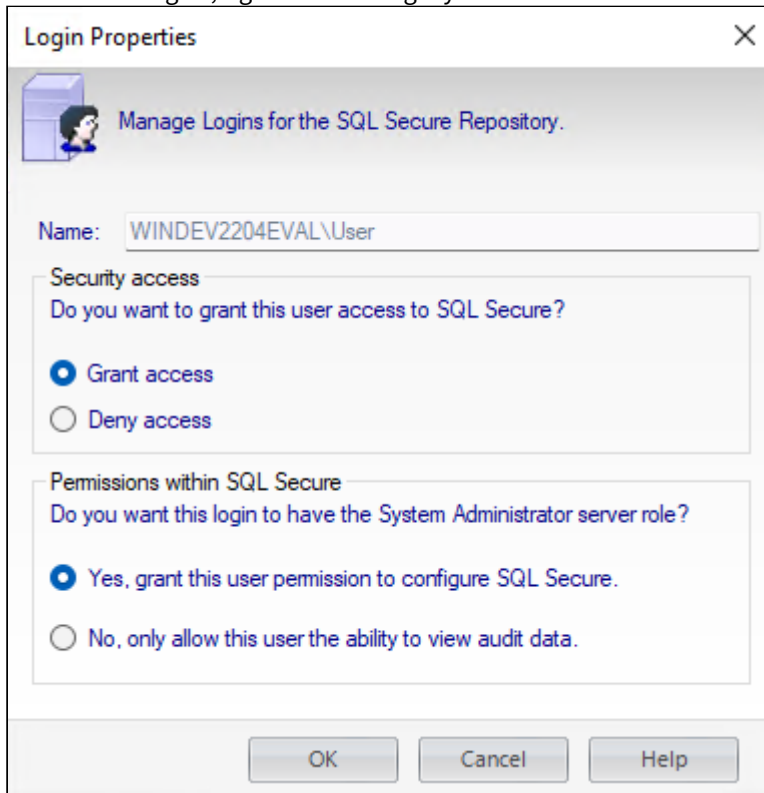 Login Properties
Manage Logins for the SQL Secure Repository.
Name: WINDEV2204EVAL\User
Security access
Do you want to grant this user access to SQL Secure?
Grant access
Deny access
Permissions within SQL Secure
Do you want this login to have the System Administrator server role?
Yes, grant this user permission to configure SQL Secure.
No, only allow this user the ability to view audit data.
OK Cancel Help